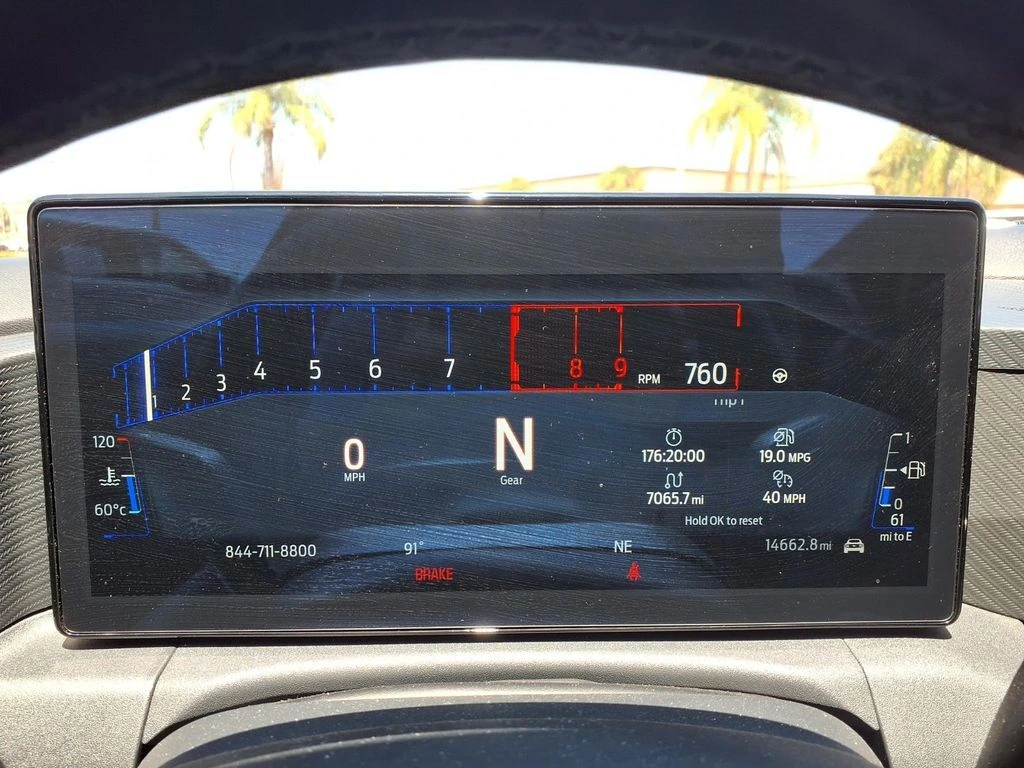 1 2 3 4 5 6 7 8 9
RPM 760
120
60°c
0
MPH
N
Gear
176:20:00 19.0 MPG
7065.7 mi 40 MPH
Hold OK to reset
1
0
61
mi to E
844-711-8800 91° NE 14662.8 mi
BRAKE